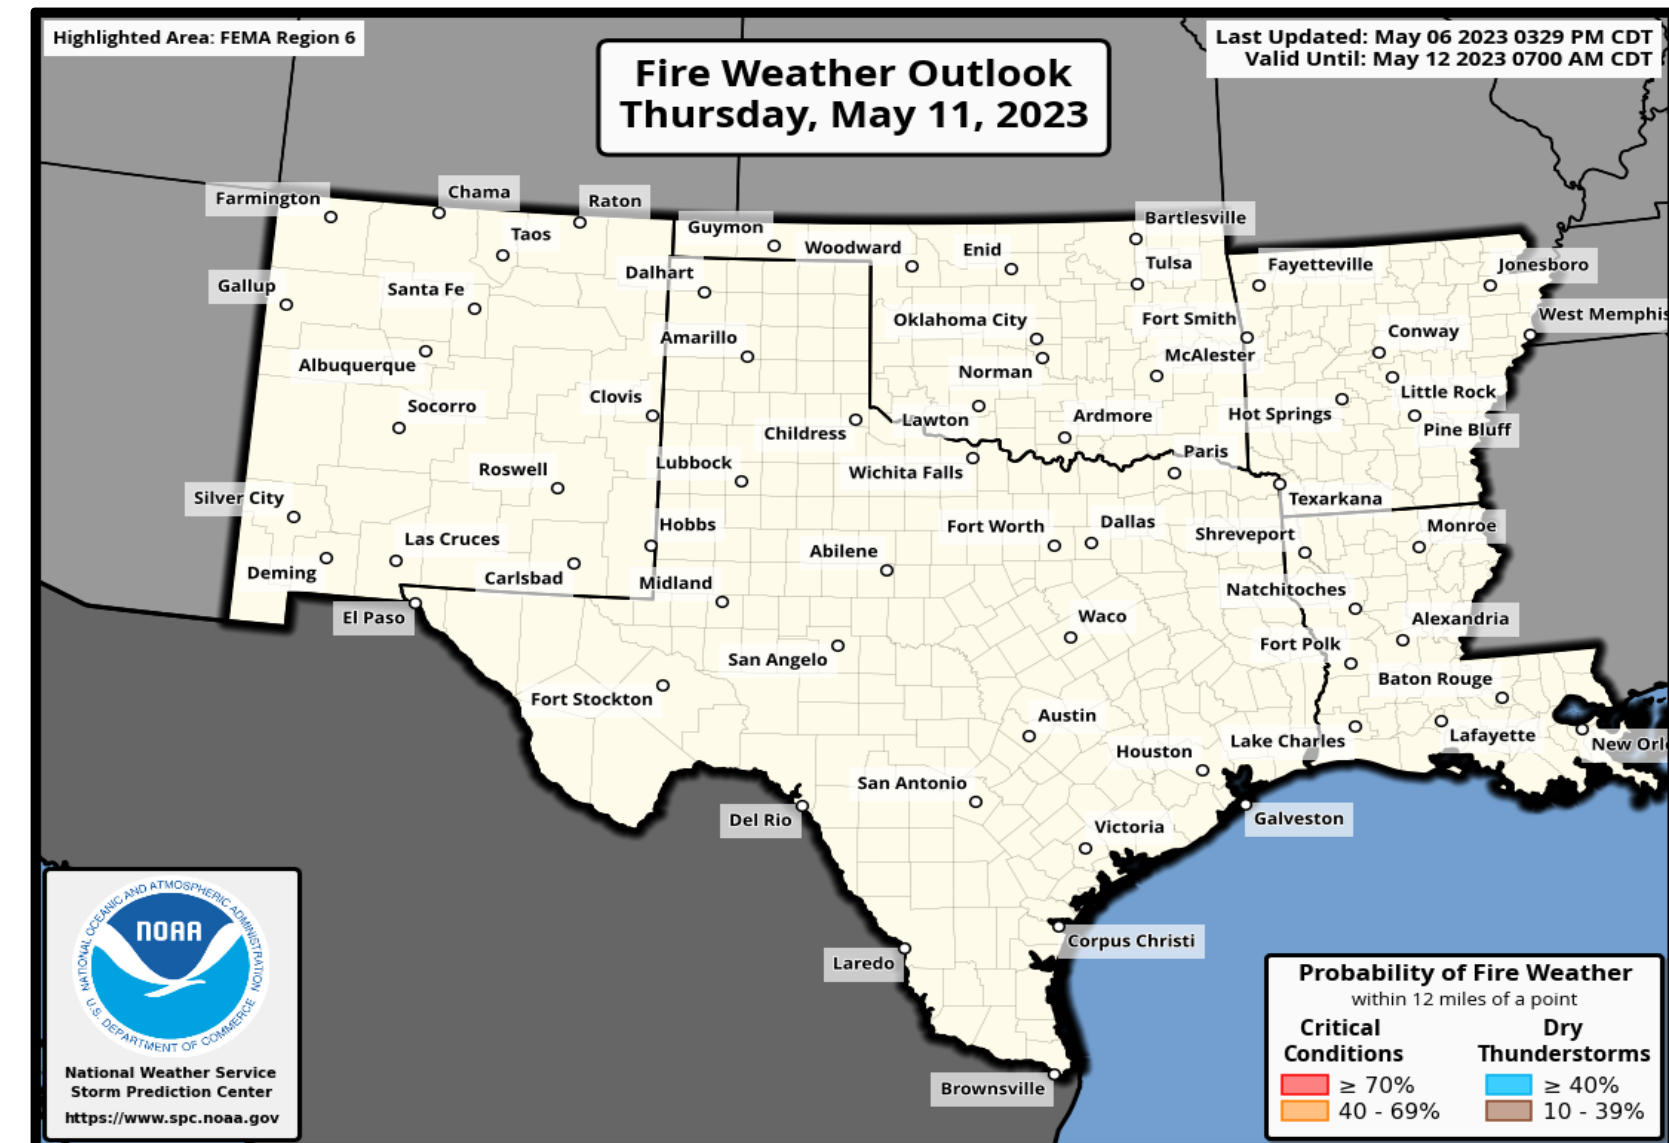 Highlighted Area: FEMA Region 6
Last Updated: May 06 2023 0329 PM CDT
Valid Until: May 12 2023 0700 AM CDT
Fire Weather Outlook
Thursday, May 11, 2023
Farmington
Chama
Raton
Taos
Guymon
Woodward
Enid
Bartlesville
Tulsa
Fayetteville
Jonesboro
Gallup
Santa Fe
Dalhart
Oklahoma City
Fort Smith
West Memphis
Amarillo
Conway
McAlester
Albuquerque
Norman
Clovis
Little Rock
Socorro
Lawton
Ardmore
Hot Springs
Childress
Pine Bluff
Paris
Roswell
Lubbock
Wichita Falls
Silver City
Texarkana
Hobbs
Fort Worth
Dallas
Monroe
Las Cruces
Shreveport
Abilene
Deming
Carlsbad
Midland
Natchitoches
El Paso
Waco
Alexandria
San Angelo
Fort Polk
Baton Rouge
Fort Stockton
Austin
Lake Charles
Lafayette
Houston
New Orl
San Antonio
Del Rio
Victoria
Galveston
Corpus Christi
Laredo
Brownsville
NATIONAL OCEANIC AND ATMOSPHERIC ADMINISTRATION
NOAA
U.S. DEPARTMENT OF COMMERCE
National Weather Service
Storm Prediction Center
https://www.spc.noaa.gov
Probability of Fire Weather
within 12 miles of a point
Critical Conditions
≥ 70%
40 - 69%
Dry Thunderstorms
≥ 40%
10 - 39%